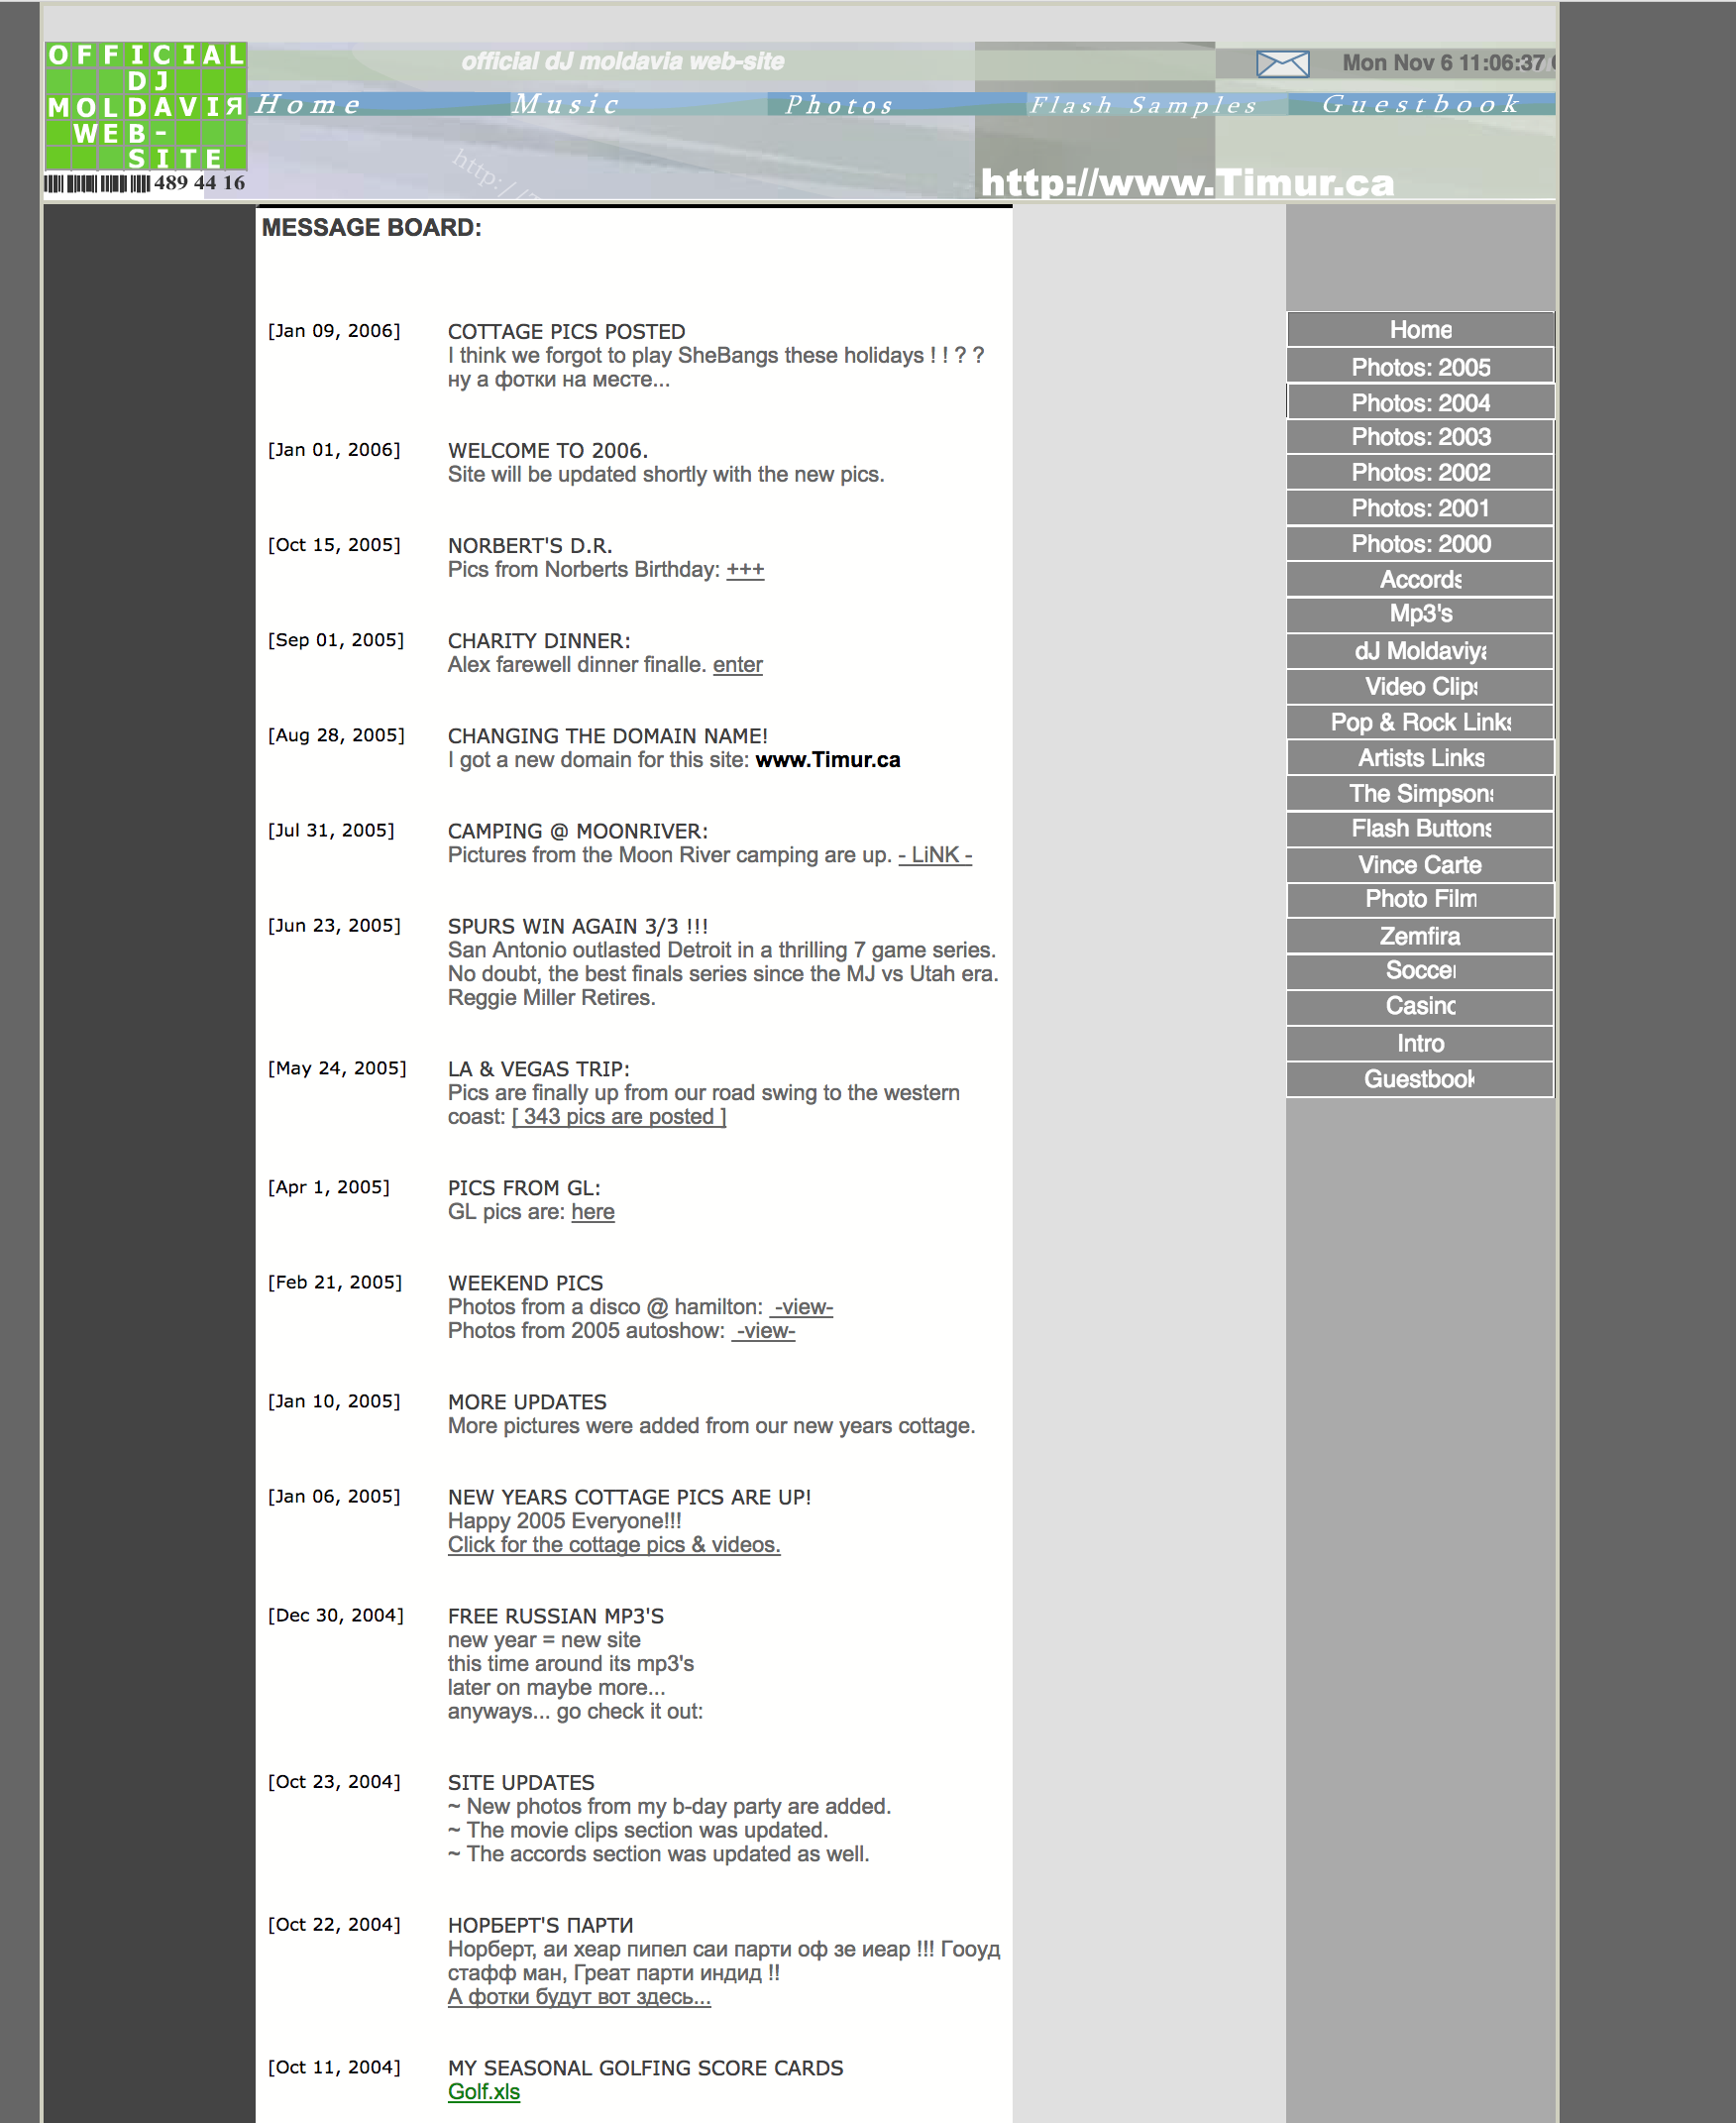 OFFICIAL
DJ
MOLDAVIЯ
WEB-
SITE
489 44 16
official dJ moldavia web-site
Mon Nov 6 11:06:37
Home Music Photos Flash Samples Guestbook
http://
http://www.Timur.ca
MESSAGE BOARD:
[Jan 09, 2006] COTTAGE PICS POSTED
I think we forgot to play SheBangs these holidays ! ! ? ?
ну а фотки на месте...
[Jan 01, 2006] WELCOME TO 2006.
Site will be updated shortly with the new pics.
[Oct 15, 2005] NORBERT'S D.R.
Pics from Norberts Birthday: +++
[Sep 01, 2005] CHARITY DINNER:
Alex farewell dinner finalle. enter
[Aug 28, 2005] CHANGING THE DOMAIN NAME!
I got a new domain for this site: www.Timur.ca
[Jul 31, 2005] CAMPING @ MOONRIVER:
Pictures from the Moon River camping are up. - LiNK -
[Jun 23, 2005] SPURS WIN AGAIN 3/3 !!!
San Antonio outlasted Detroit in a thrilling 7 game series.
No doubt, the best finals series since the MJ vs Utah era.
Reggie Miller Retires.
[May 24, 2005] LA & VEGAS TRIP:
Pics are finally up from our road swing to the western
coast: [ 343 pics are posted ]
[Apr 1, 2005] PICS FROM GL:
GL pics are: here
[Feb 21, 2005] WEEKEND PICS
Photos from a disco @ hamilton: -view-
Photos from 2005 autoshow: -view-
[Jan 10, 2005] MORE UPDATES
More pictures were added from our new years cottage.
[Jan 06, 2005] NEW YEARS COTTAGE PICS ARE UP!
Happy 2005 Everyone!!!
Click for the cottage pics & videos.
[Dec 30, 2004] FREE RUSSIAN MP3'S
new year = new site
this time around its mp3's
later on maybe more...
anyways... go check it out:
[Oct 23, 2004] SITE UPDATES
~ New photos from my b-day party are added.
~ The movie clips section was updated.
~ The accords section was updated as well.
[Oct 22, 2004] НОРБЕРТ'S ПАРТИ
Норберт, аи хеар пипел саи парти оф зе иеар !!! Гооуд
стафф ман, Греат парти индид !!
А фотки будут вот здесь...
[Oct 11, 2004] MY SEASONAL GOLFING SCORE CARDS
Golf.xls
Home
Photos: 2005
Photos: 2004
Photos: 2003
Photos: 2002
Photos: 2001
Photos: 2000
Accords
Mp3's
dJ Moldaviya
Video Clips
Pop & Rock Links
Artists Links
The Simpsons
Flash Buttons
Vince Carte
Photo Film
Zemfira
Soccer
Casino
Intro
Guestbook